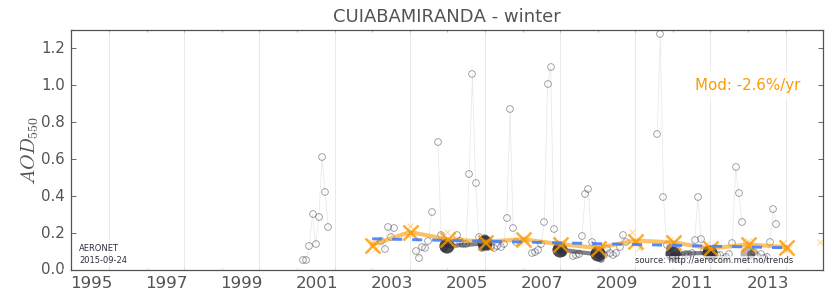 CUIABAMIRANDA - winter
1.2
1.0
0.8
0.6
0.4
0.2
0.0
AOD550
Mod: -2.6%/yr
AERONET
2015-09-24
source: http://aerocom.met.no/trends
1995 1997 1999 2001 2003 2005 2007 2009 2011 2013